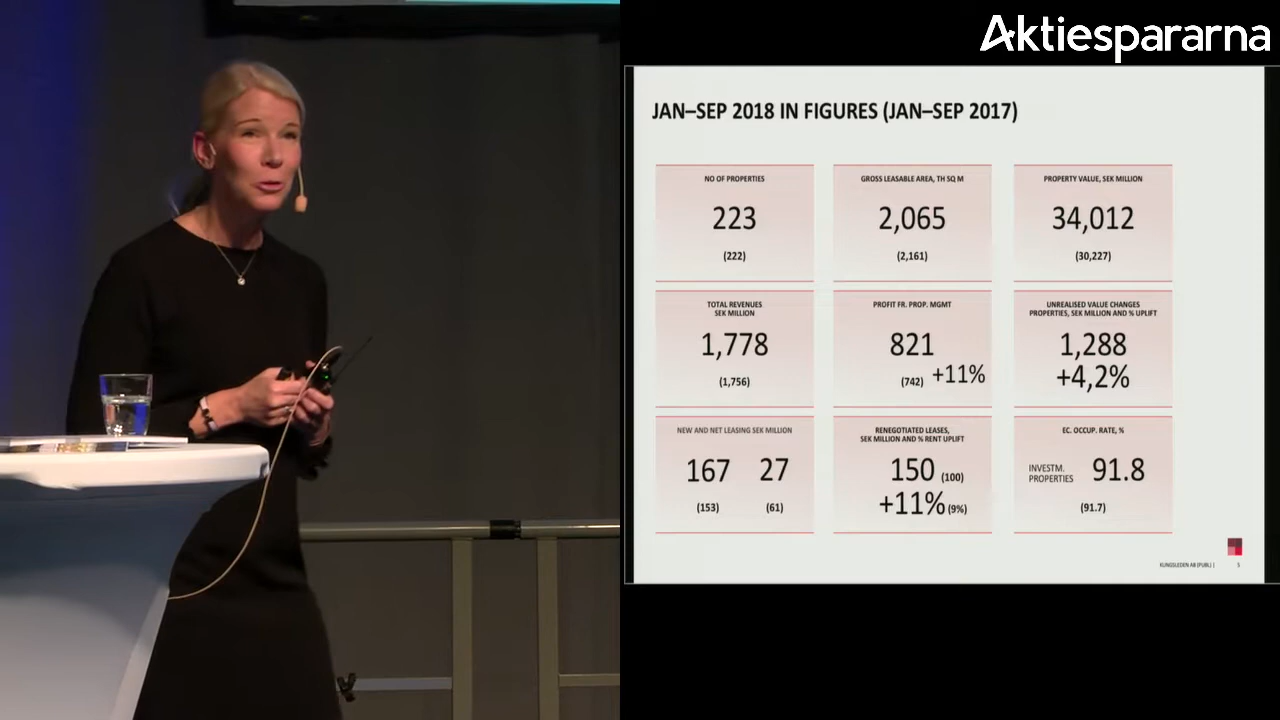 Aktiespararna
JAN–SEP 2018 IN FIGURES (JAN–SEP 2017)
NO OF PROPERTIES
223
(222)
GROSS LEASABLE AREA, TH SQ M
2,065
(2,161)
PROPERTY VALUE, SEK MILLION
34,012
(30,227)
TOTAL REVENUES
SEK MILLION
1,778
(1,756)
PROFIT FR. PROP. MGMT
821
(742) +11%
UNREALISED VALUE CHANGES
PROPERTIES, SEK MILLION AND % UPLIFT
1,288
+4,2%
NEW AND NET LEASING SEK MILLION
167 27
(153) (61)
RENEGOTIATED LEASES,
SEK MILLION AND % RENT UPLIFT
150 (100)
+11% (9%)
EC. OCCUP. RATE, %
INVESTM.
PROPERTIES 91.8
(91.7)
KUNGSLEDEN AB (PUBL) | 5